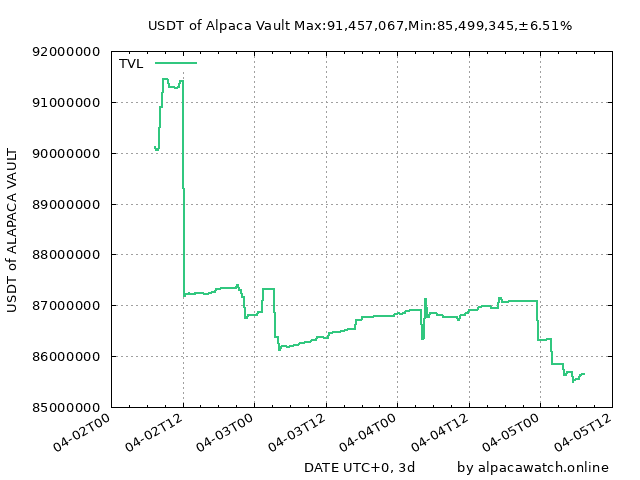 USDT of Alpaca Vault Max:91,457,067,Min:85,499,345,±6.51%
TVL
92000000
91000000
90000000
89000000
88000000
87000000
86000000
85000000
USDT of ALAPACA VAULT
04-02T00
04-02T12
04-03T00
04-03T12
04-04T00
04-04T12
04-05T00
04-05T12
DATE UTC+0, 3d
by alpacawatch.online